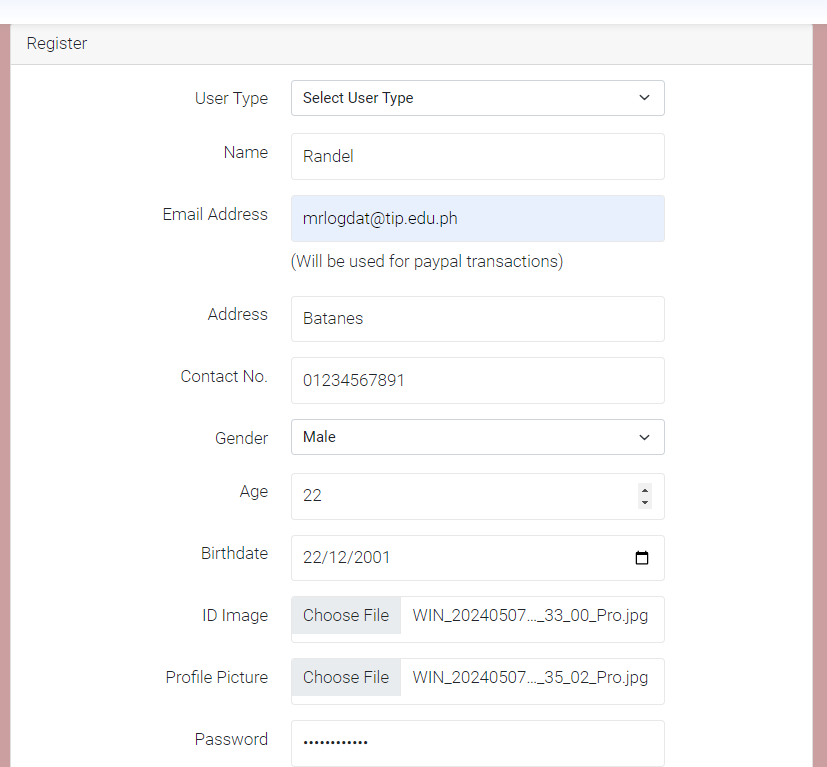 Register
User Type Select User Type
Name Randel
Email Address mrlogdat@tip.edu.ph
(Will be used for paypal transactions)
Address Batanes
Contact No. 01234567891
Gender Male
Age 22
Birthdate 22/12/2001
ID Image Choose File WIN_20240507..._33_00_Pro.jpg
Profile Picture Choose File WIN_20240507..._35_02_Pro.jpg
Password ••••••••••••